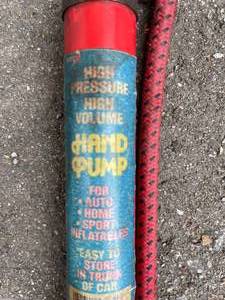 HIGH
PRESSURE
HIGH
VOLUME
HAND
PUMP
FOR
• AUTO
• HOME
• SPORT
INFLATABLES
EASY TO
STORE
IN TRUNK
OF CAR